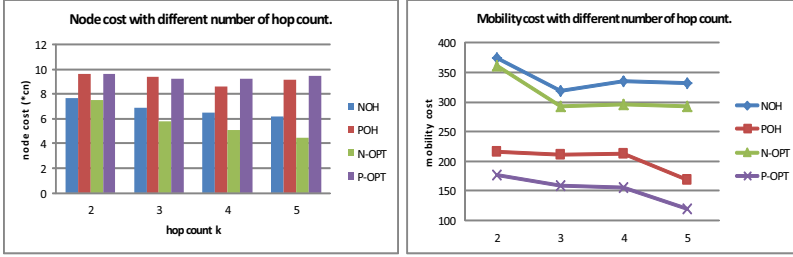 Node cost with different number of hop count.
12
10
8
6
4
2
0
node cost (*cn)
2 3 4 5
hop count k
NOH
POH
N-OPT
P-OPT
Mobility cost with different number of hop count.
400
350
300
250
200
150
100
mobility cost
2 3 4 5
NOH
POH
N-OPT
P-OPT